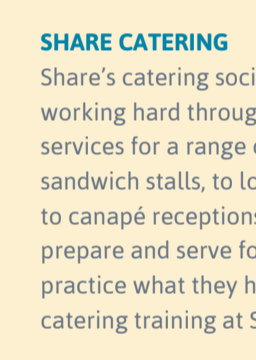 SHARE CATERING
Share's catering soci
working hard throug
services for a range
sandwich stalls, to lo
to canapé receptions
prepare and serve fo
practice what they h
catering training at S